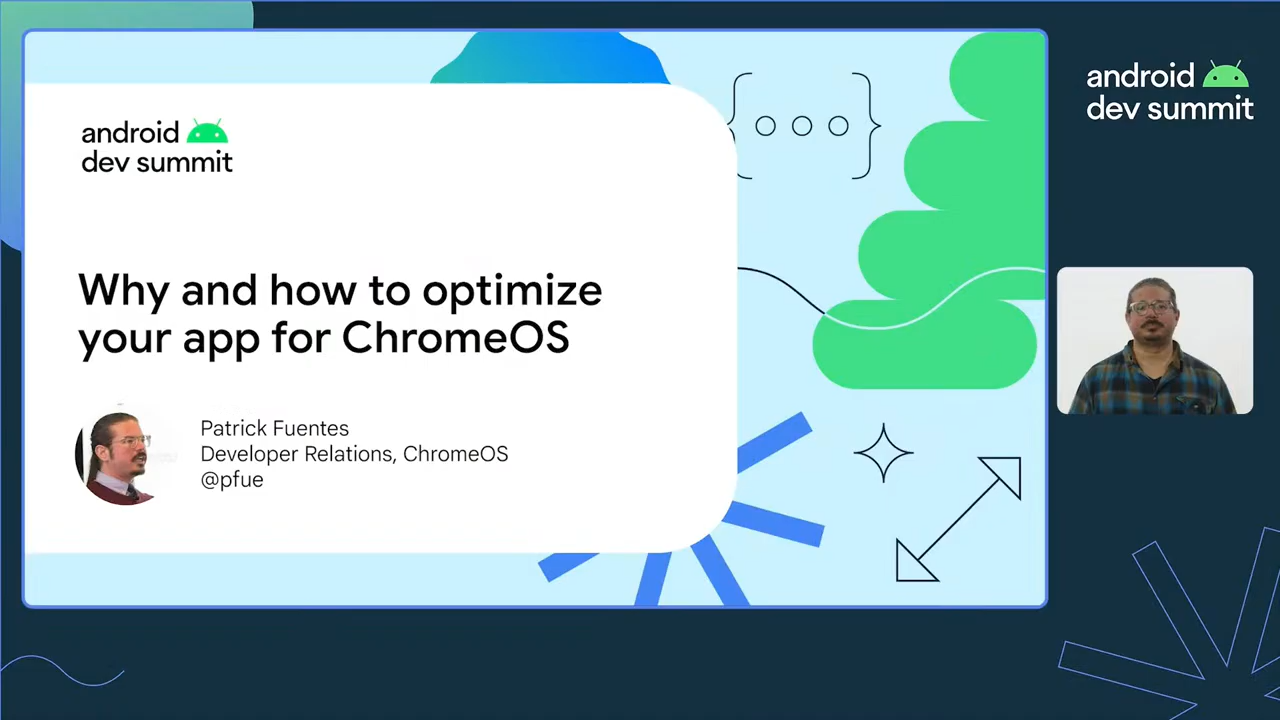 android
dev summit
Why and how to optimize
your app for ChromeOS
Patrick Fuentes
Developer Relations, ChromeOS
@pfue
android
dev summit